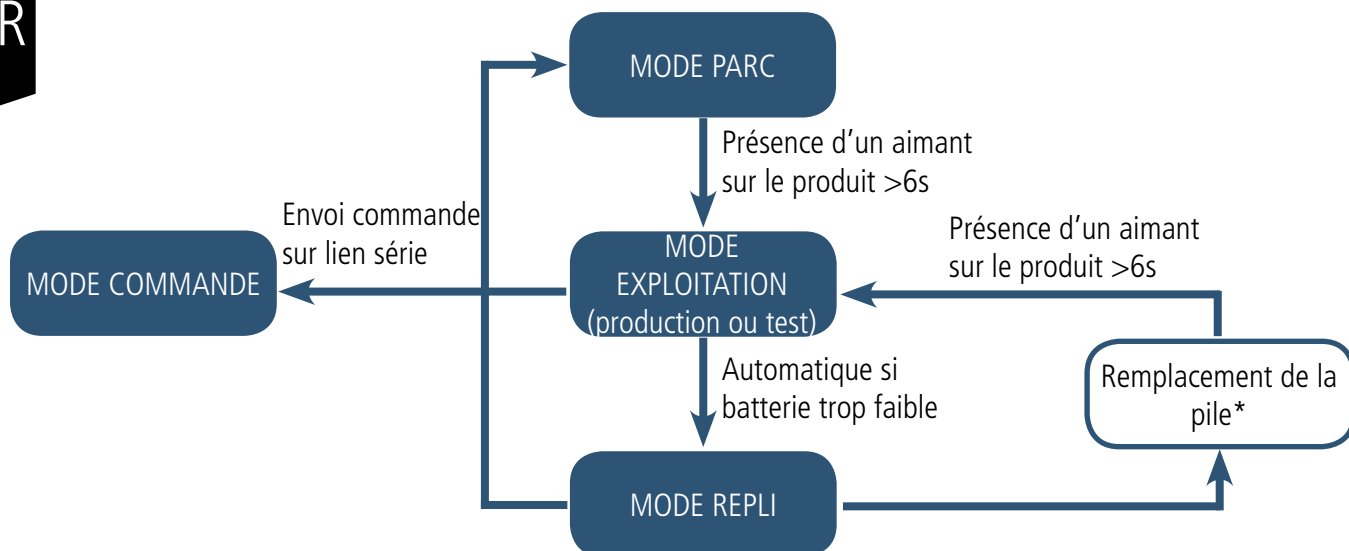 R
MODE PARC
Présence d’un aimant
sur le produit >6s
Envoi commande
sur lien série
MODE COMMANDE
MODE
EXPLOITATION
(production ou test)
Présence d’un aimant
sur le produit >6s
Automatique si
batterie trop faible
Remplacement de la
pile*
MODE REPLI